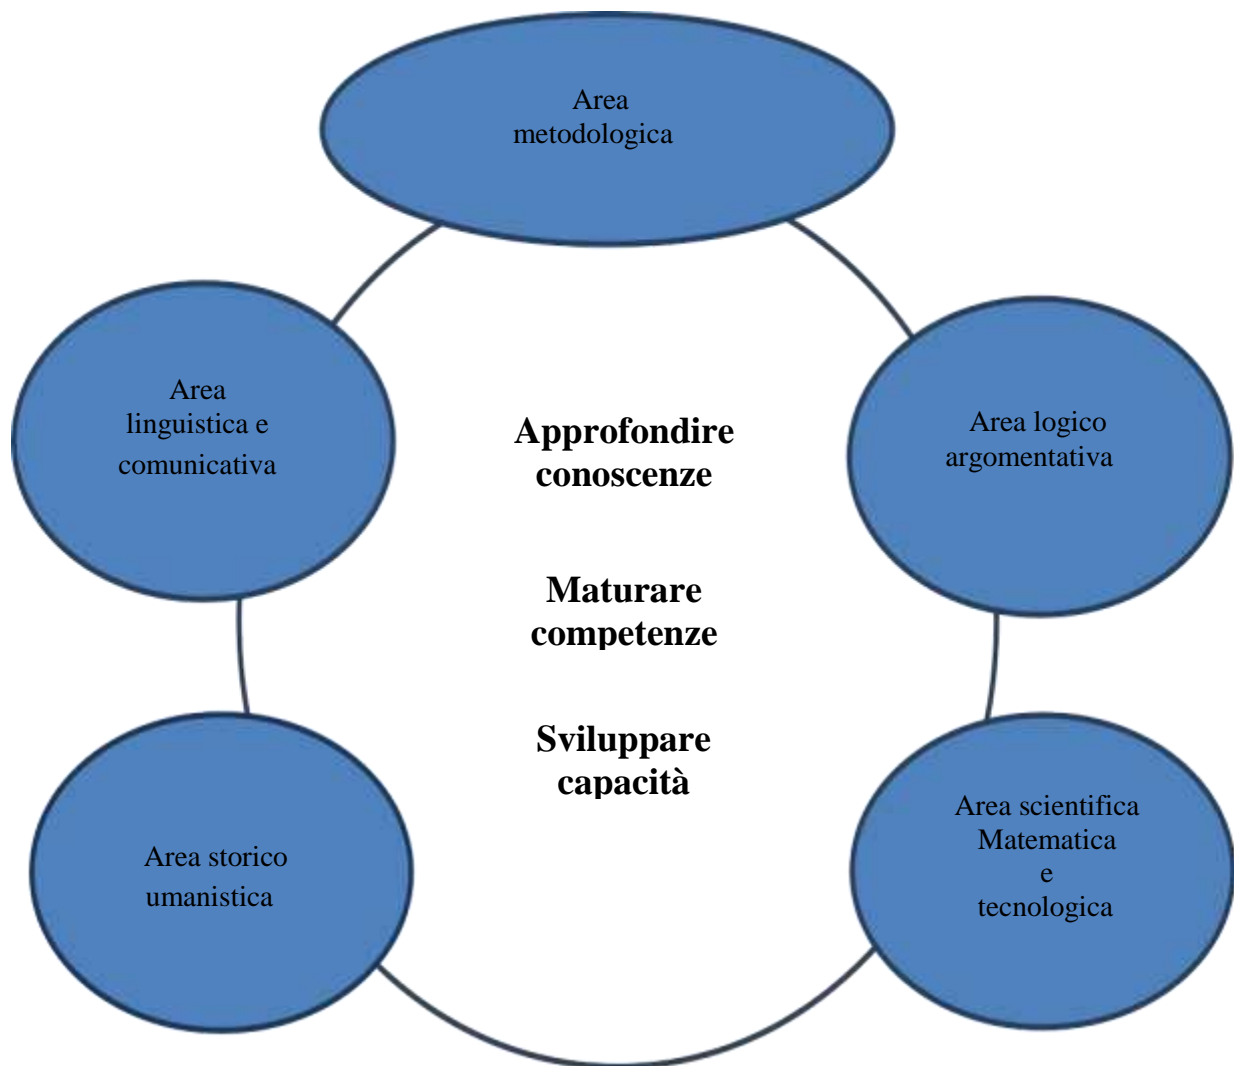 Area
metodologica
Area
linguistica e
comunicativa
Approfondire
conoscenze
Area logico
argomentativa
Maturare
competenze
Sviluppare
capacità
Area storico
umanistica
Area scientifica
Matematica
e
tecnologica